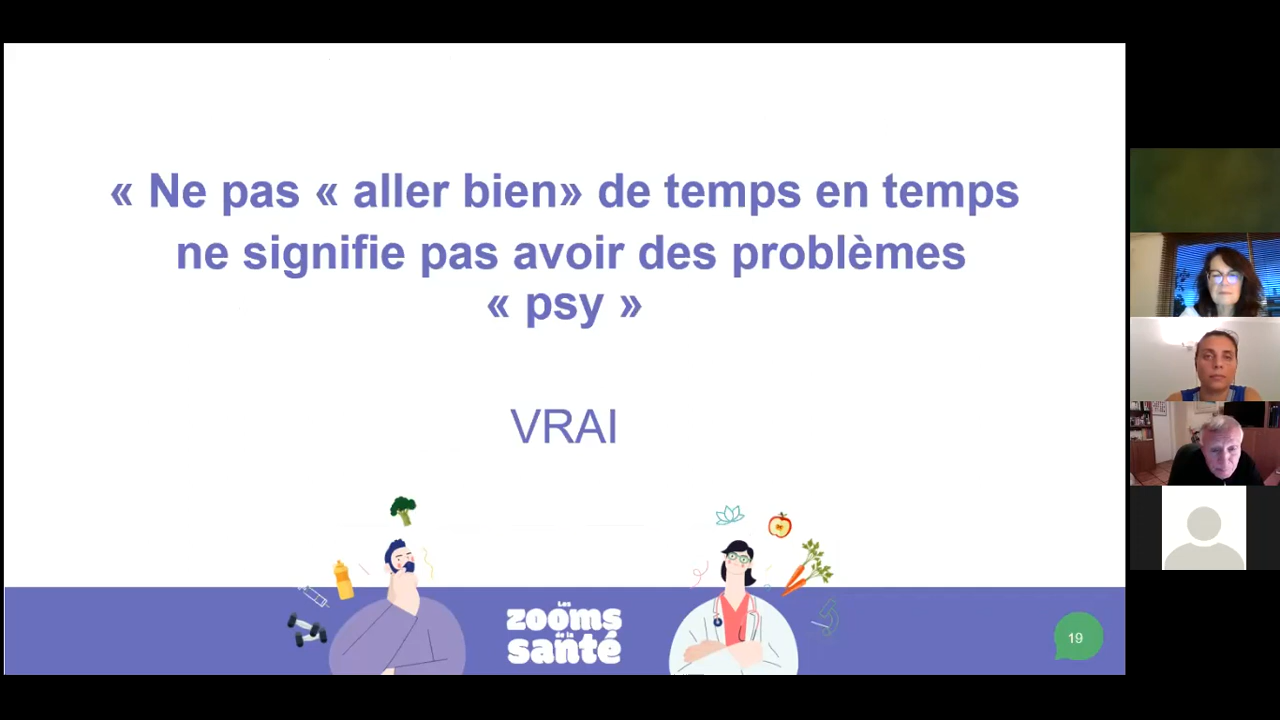 « Ne pas « aller bien» de temps en temps
ne signifie pas avoir des problèmes
« psy »
VRAI
Les
zooms
de la
santé
19